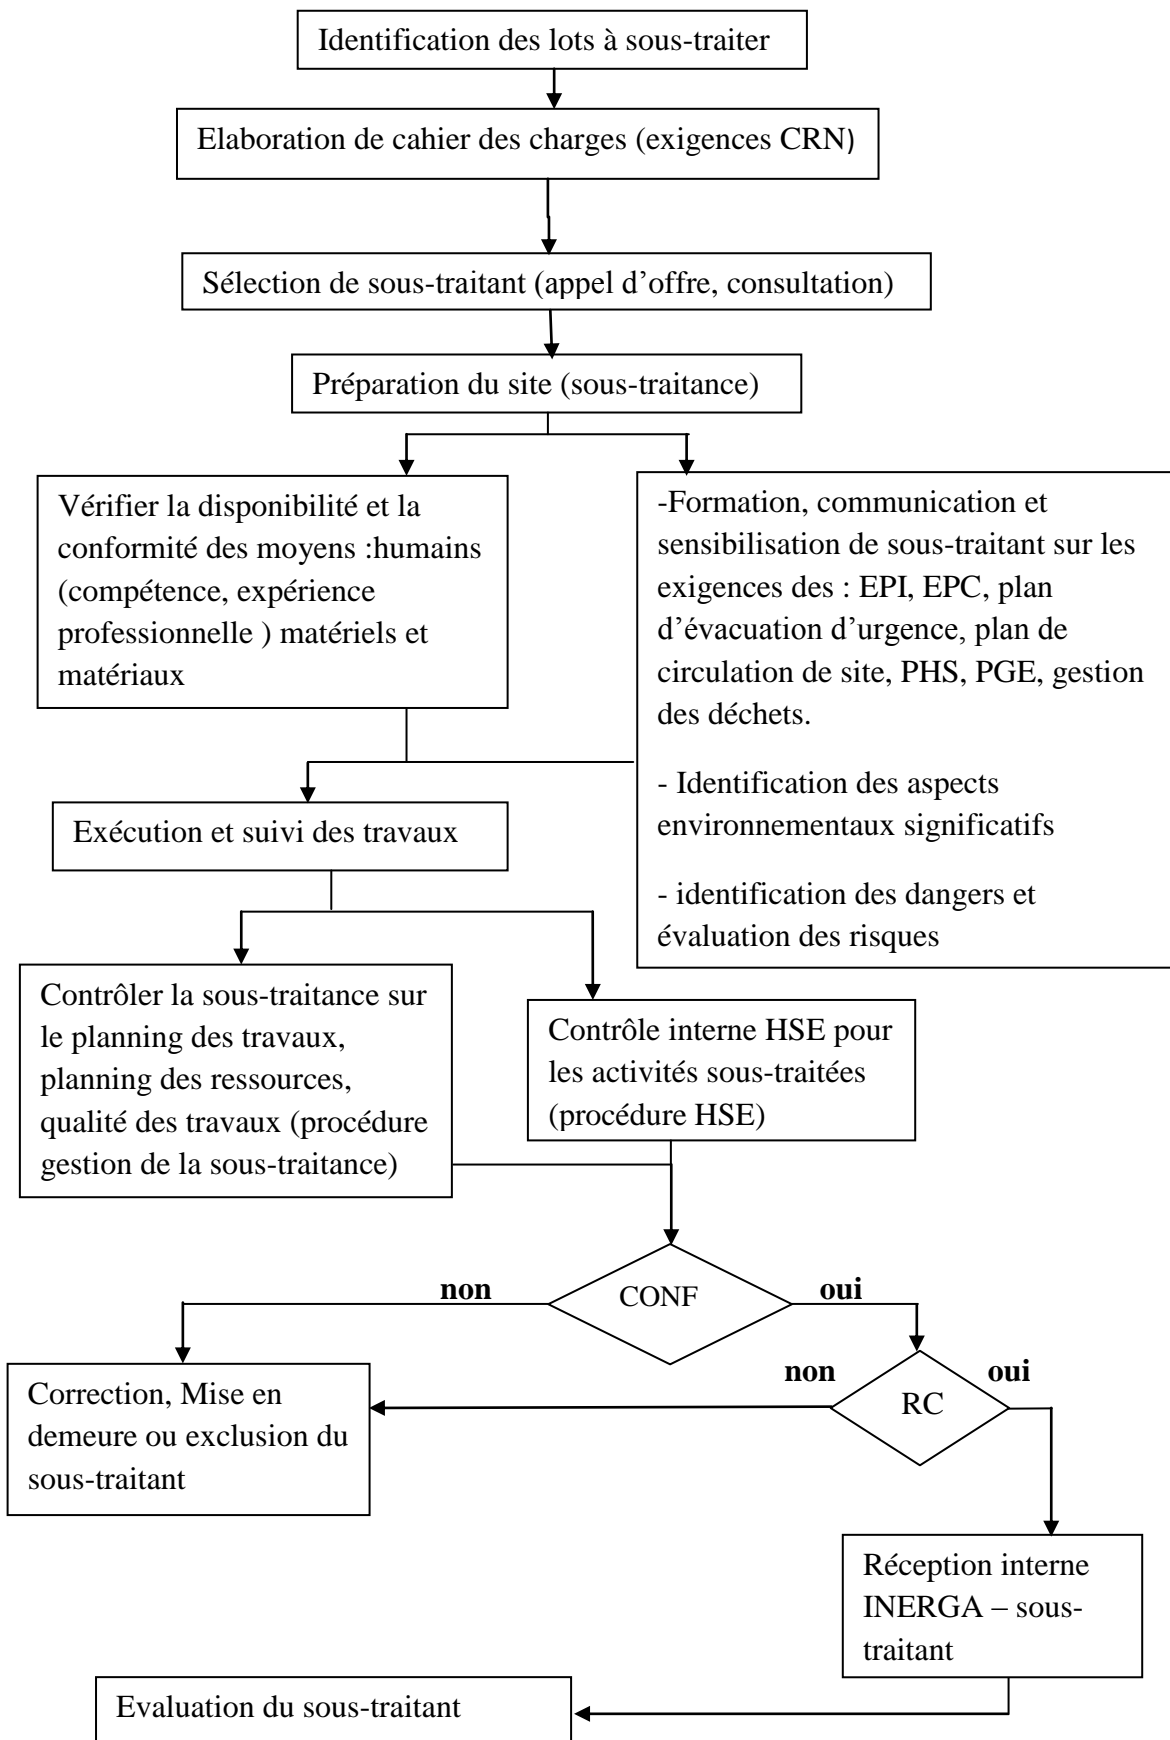 Identification des lots à sous-traiter
Elaboration de cahier des charges (exigences CRN)
Sélection de sous-traitant (appel d’offre, consultation)
Préparation du site (sous-traitance)
Vérifier la disponibilité et la
conformité des moyens :humains
(compétence, expérience
professionnelle ) matériels et
matériaux
-Formation, communication et
sensibilisation de sous-traitant sur les
exigences des : EPI, EPC, plan
d’évacuation d’urgence, plan de
circulation de site, PHS, PGE, gestion
des déchets.
- Identification des aspects
environnementaux significatifs
- identification des dangers et
évaluation des risques
Exécution et suivi des travaux
Contrôler la sous-traitance sur
le planning des travaux,
planning des ressources,
qualité des travaux (procédure
gestion de la sous-traitance)
Contrôle interne HSE pour
les activités sous-traitées
(procédure HSE)
non
CONF
oui
non
RC
oui
Correction, Mise en
demeure ou exclusion du
sous-traitant
Réception interne
INERGA – sous-
traitant
Evaluation du sous-traitant